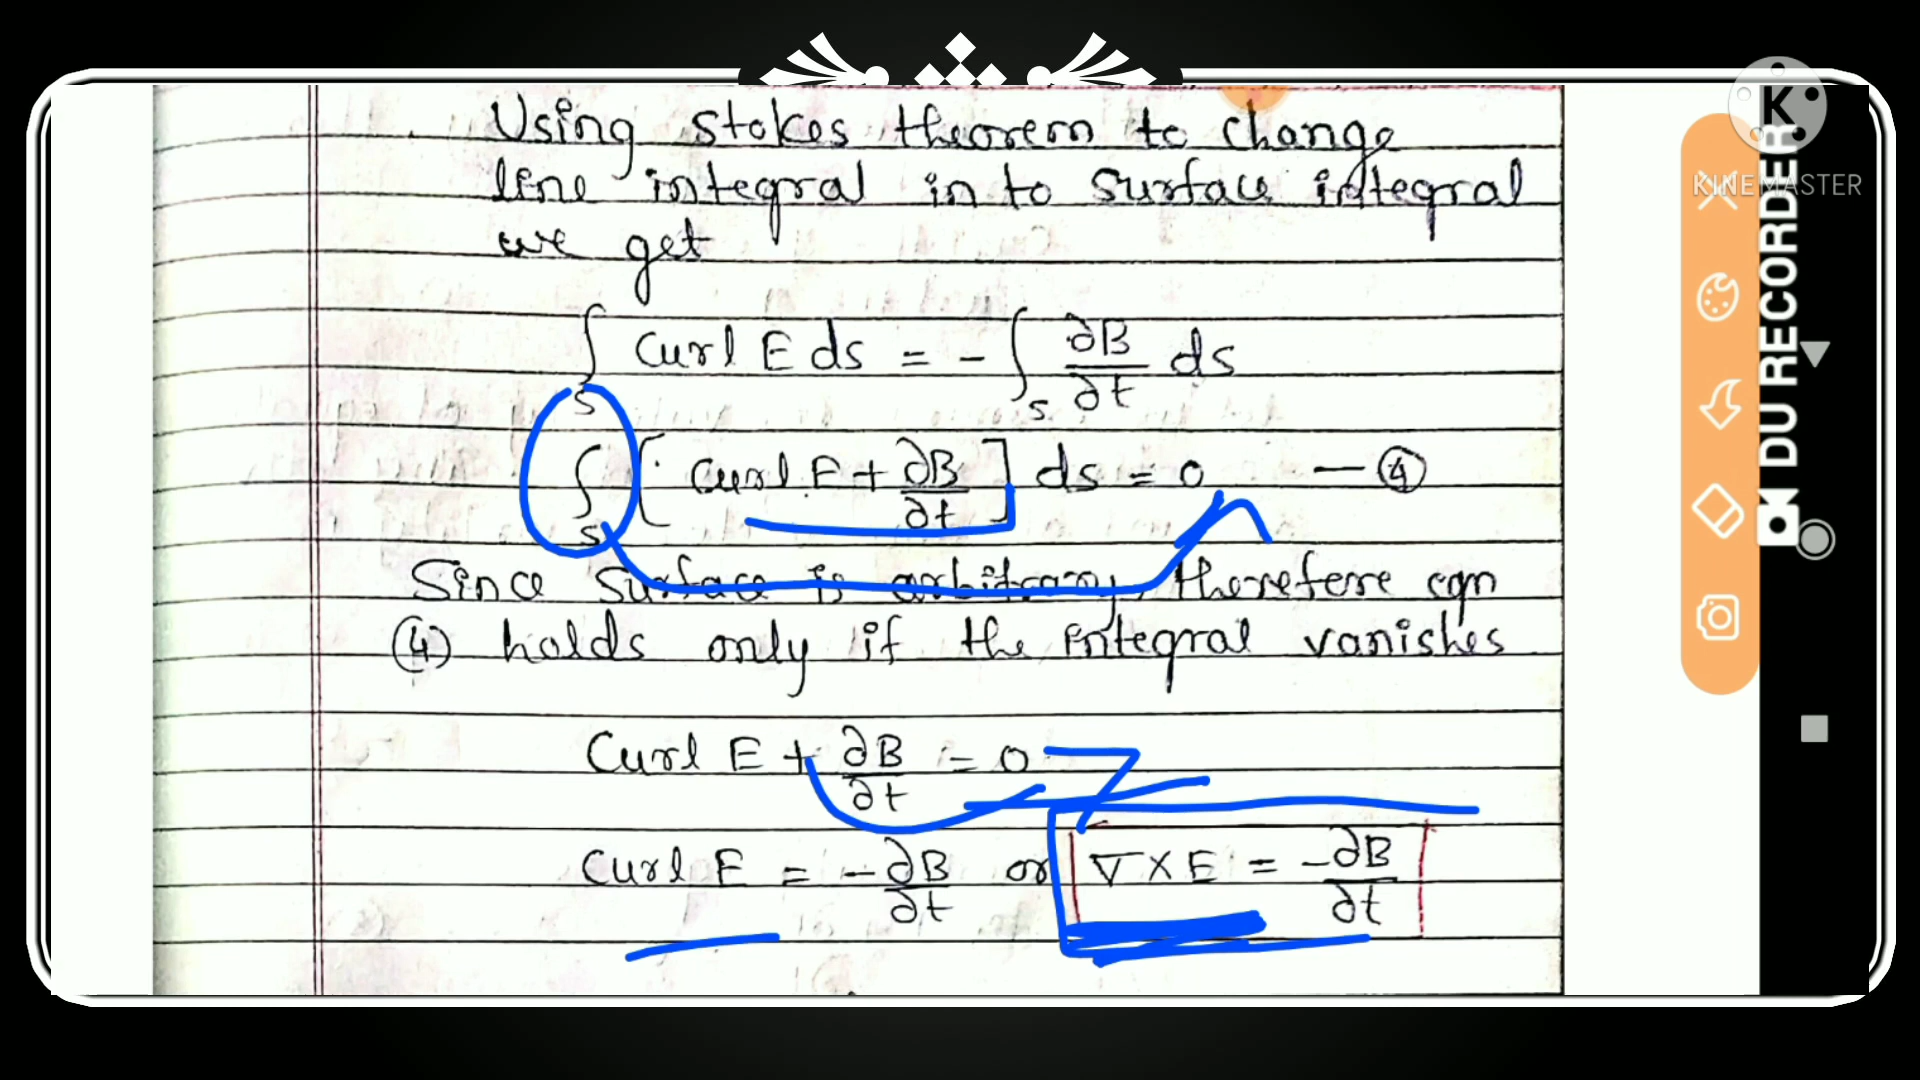 Using stokes theorem to change
line integral in to surface integral
we get
∫s Curl E ds = - ∫s ∂B/∂t ds
∫s [ Curl E + ∂B/∂t ] ds = 0 — ④
Since Surface is arbitrary therefore eqn
④ holds only if the integral vanishes
Curl E + ∂B/∂t = 0
Curl E = -∂B/∂t or ∇ X E = -∂B/∂t
K
KINEMASTER
DU RECORDER